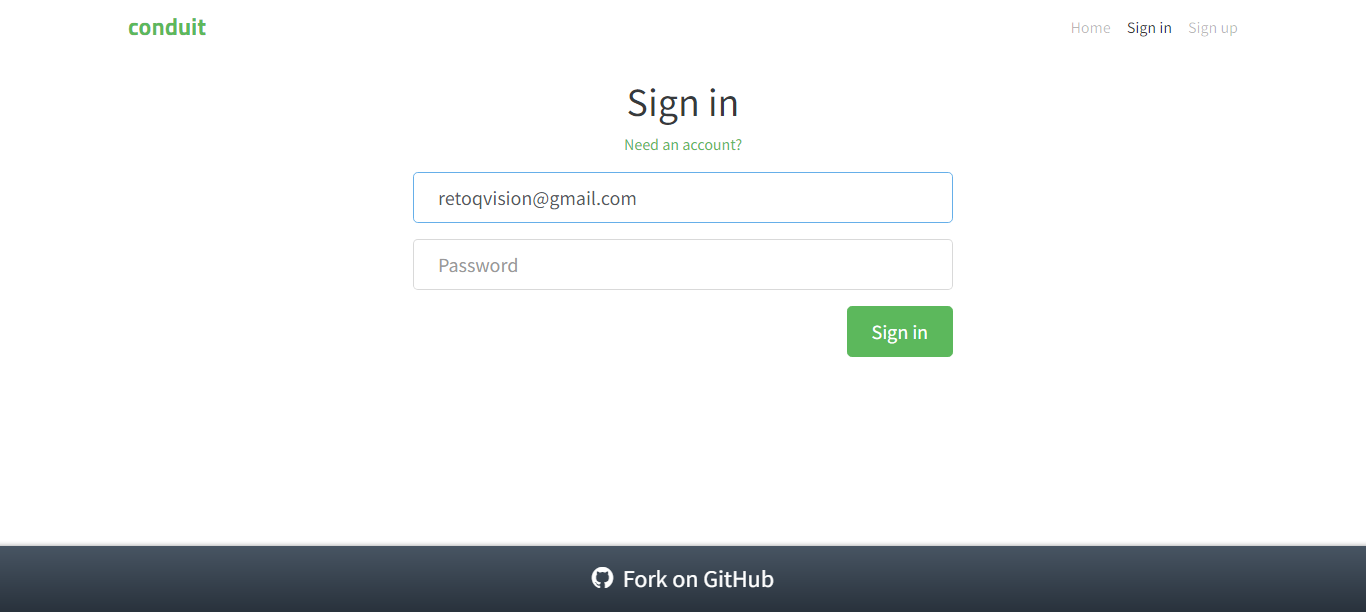 conduit
Home Sign in Sign up
Sign in
Need an account?
retoqvision@gmail.com
Password
Sign in
Fork on GitHub